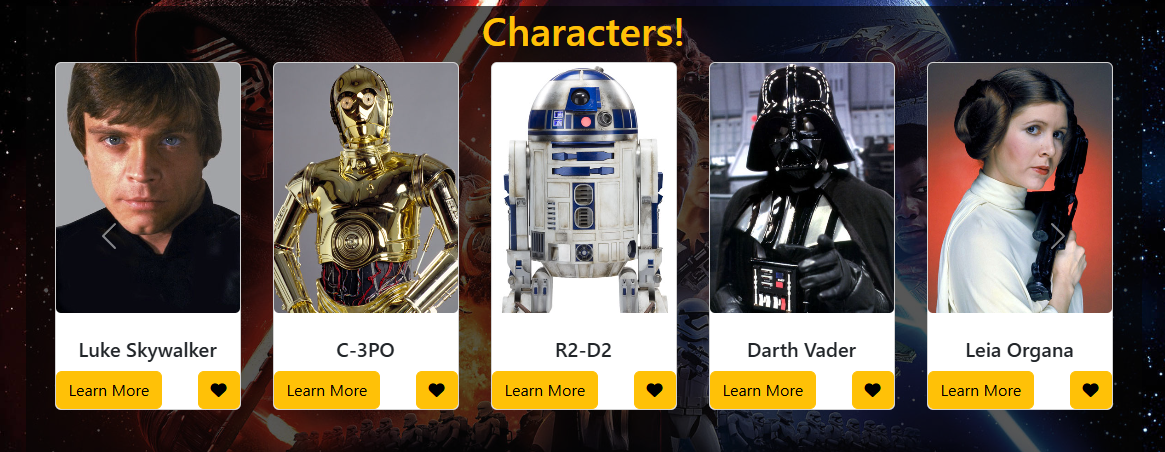 Characters!
Luke Skywalker
Learn More
C-3PO
Learn More
R2-D2
Learn More
Darth Vader
Learn More
Leia Organa
Learn More